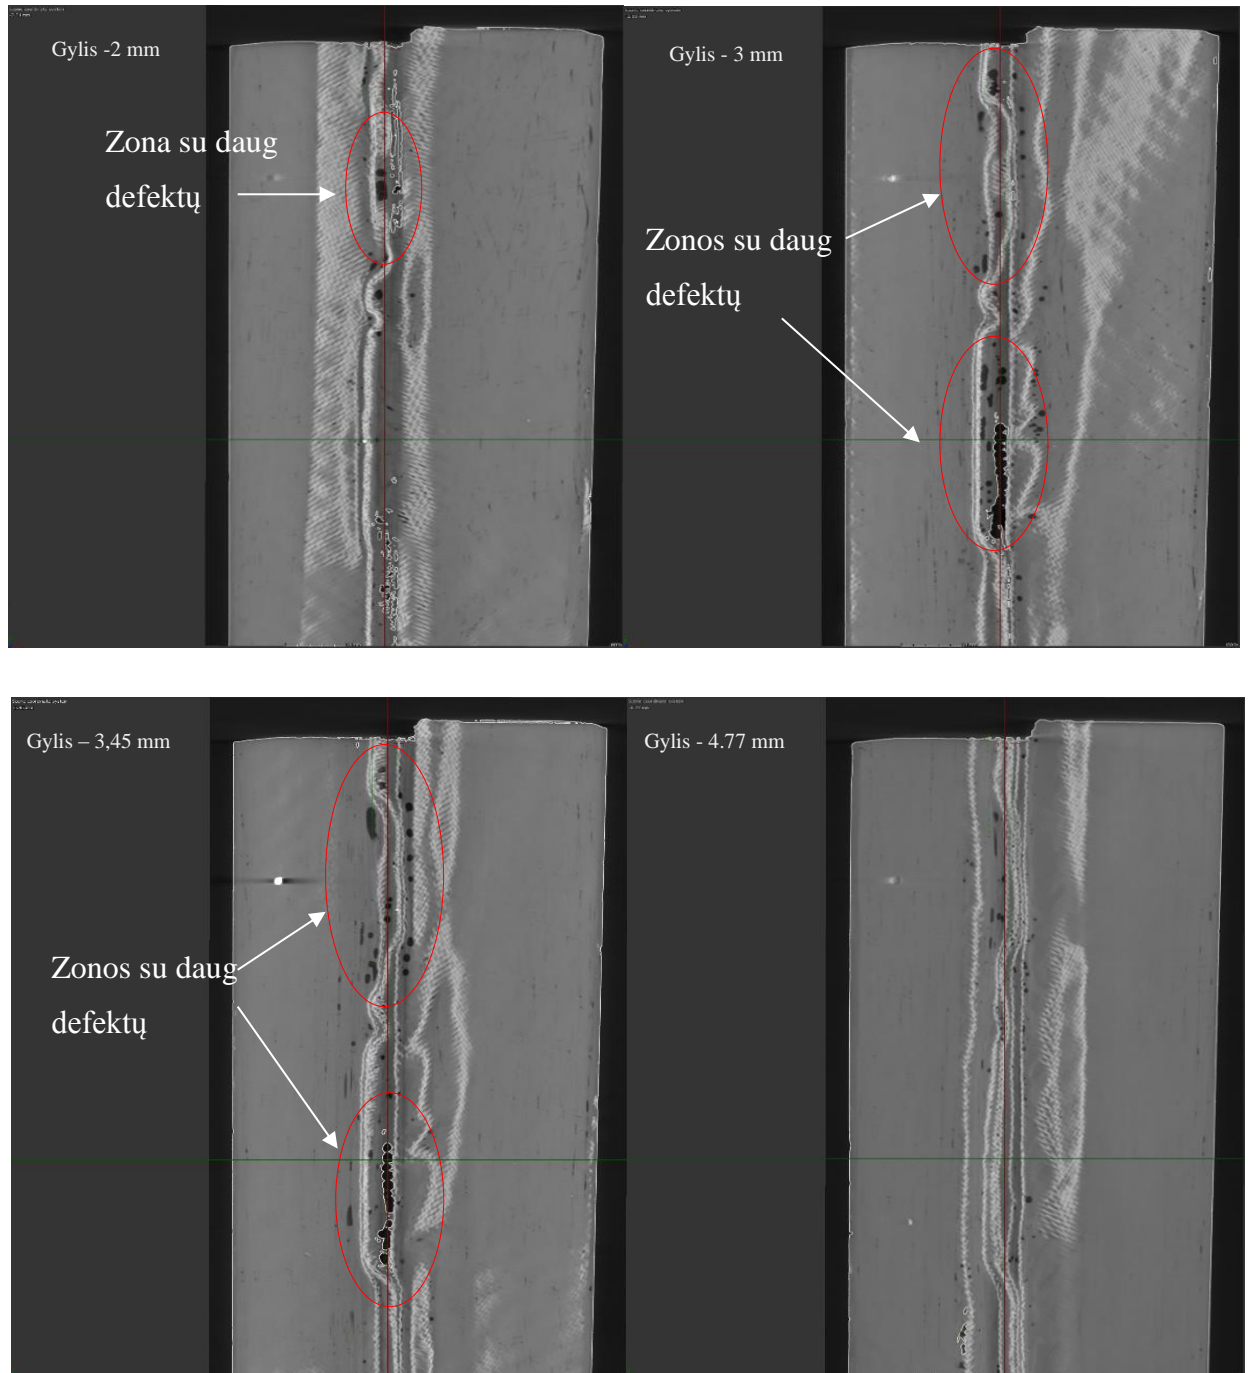 Gylis -2 mm
Zona su daug
defektų
Gylis - 3 mm
Zonos su daug
defektų
Gylis – 3,45 mm
Zonos su daug
defektų
Gylis - 4.77 mm